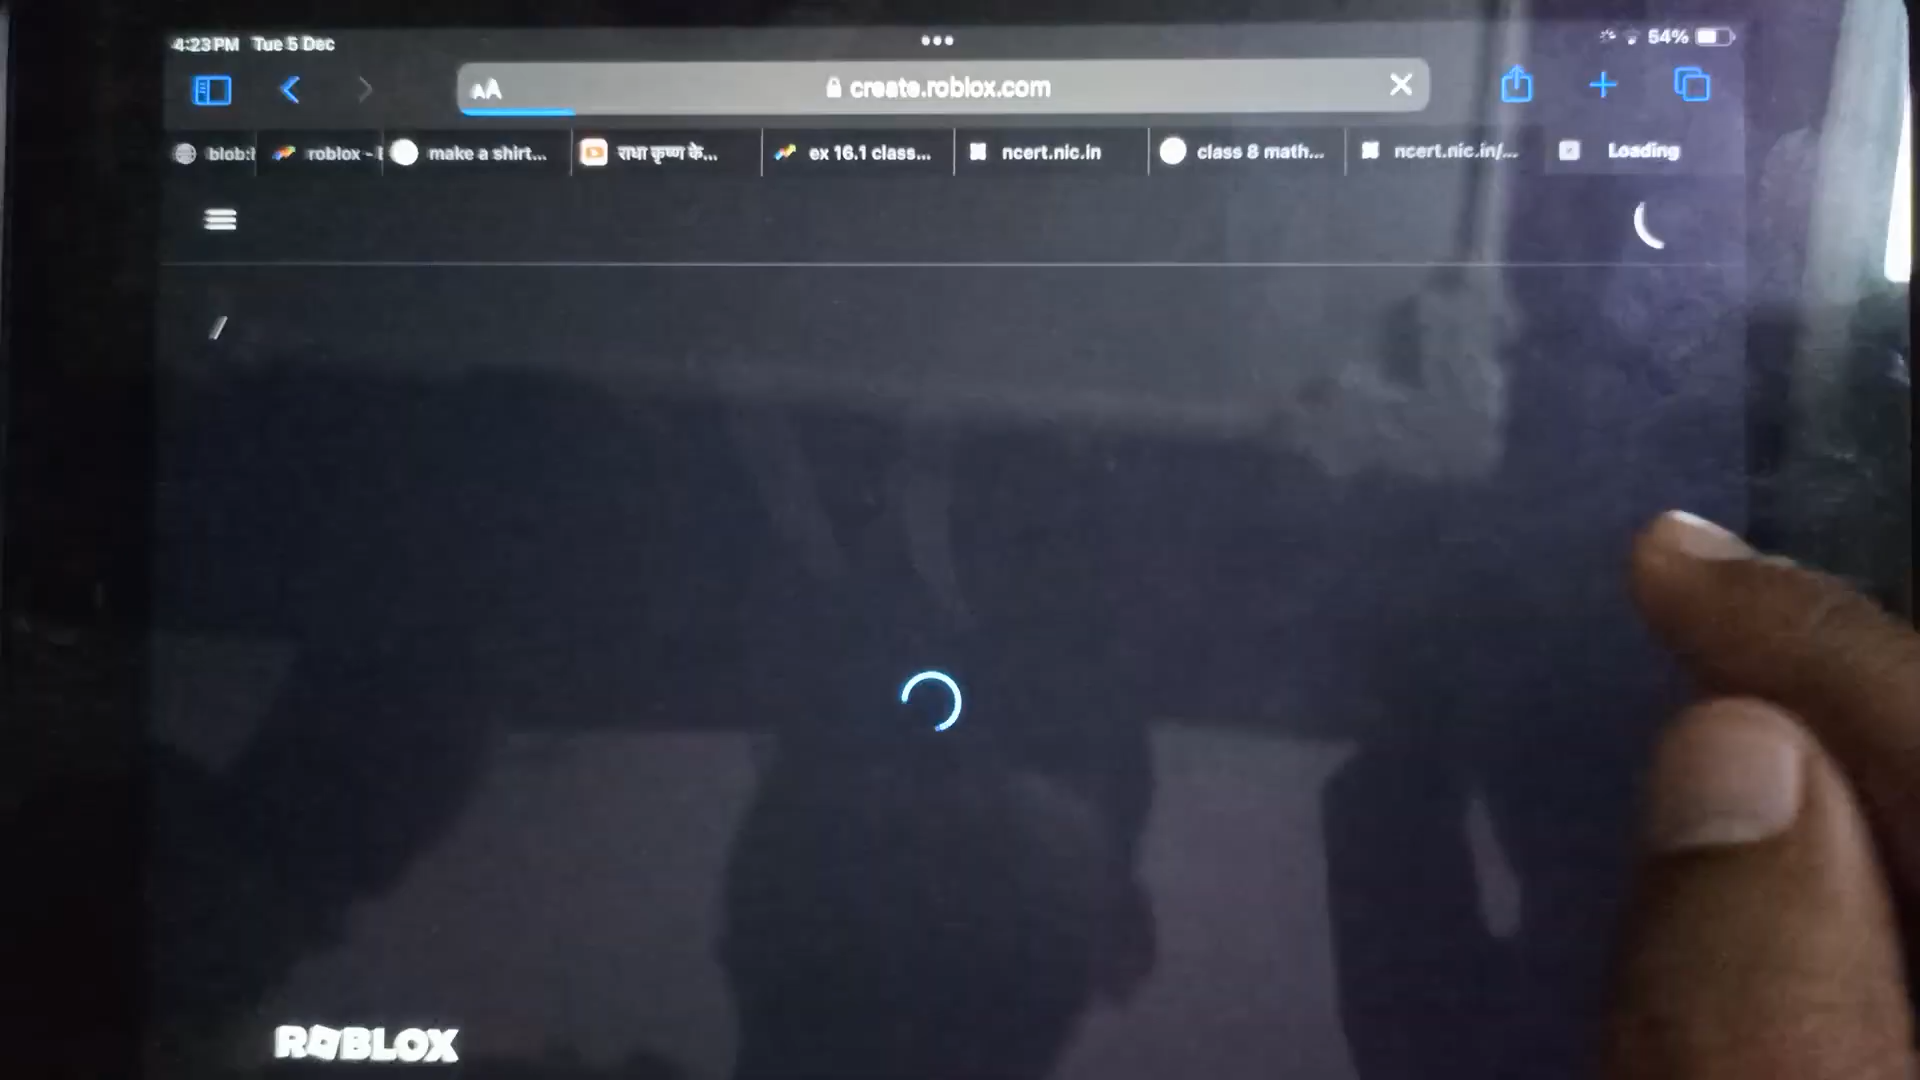 4:23 PM Tue 5 Dec
54%
AA
create.roblox.com
blob:
roblox -
make a shirt...
राधा कृष्ण के...
ex 16.1 class...
ncert.nic.in
class 8 math...
ncert.nic.in/...
Loading
/
ROBLOX